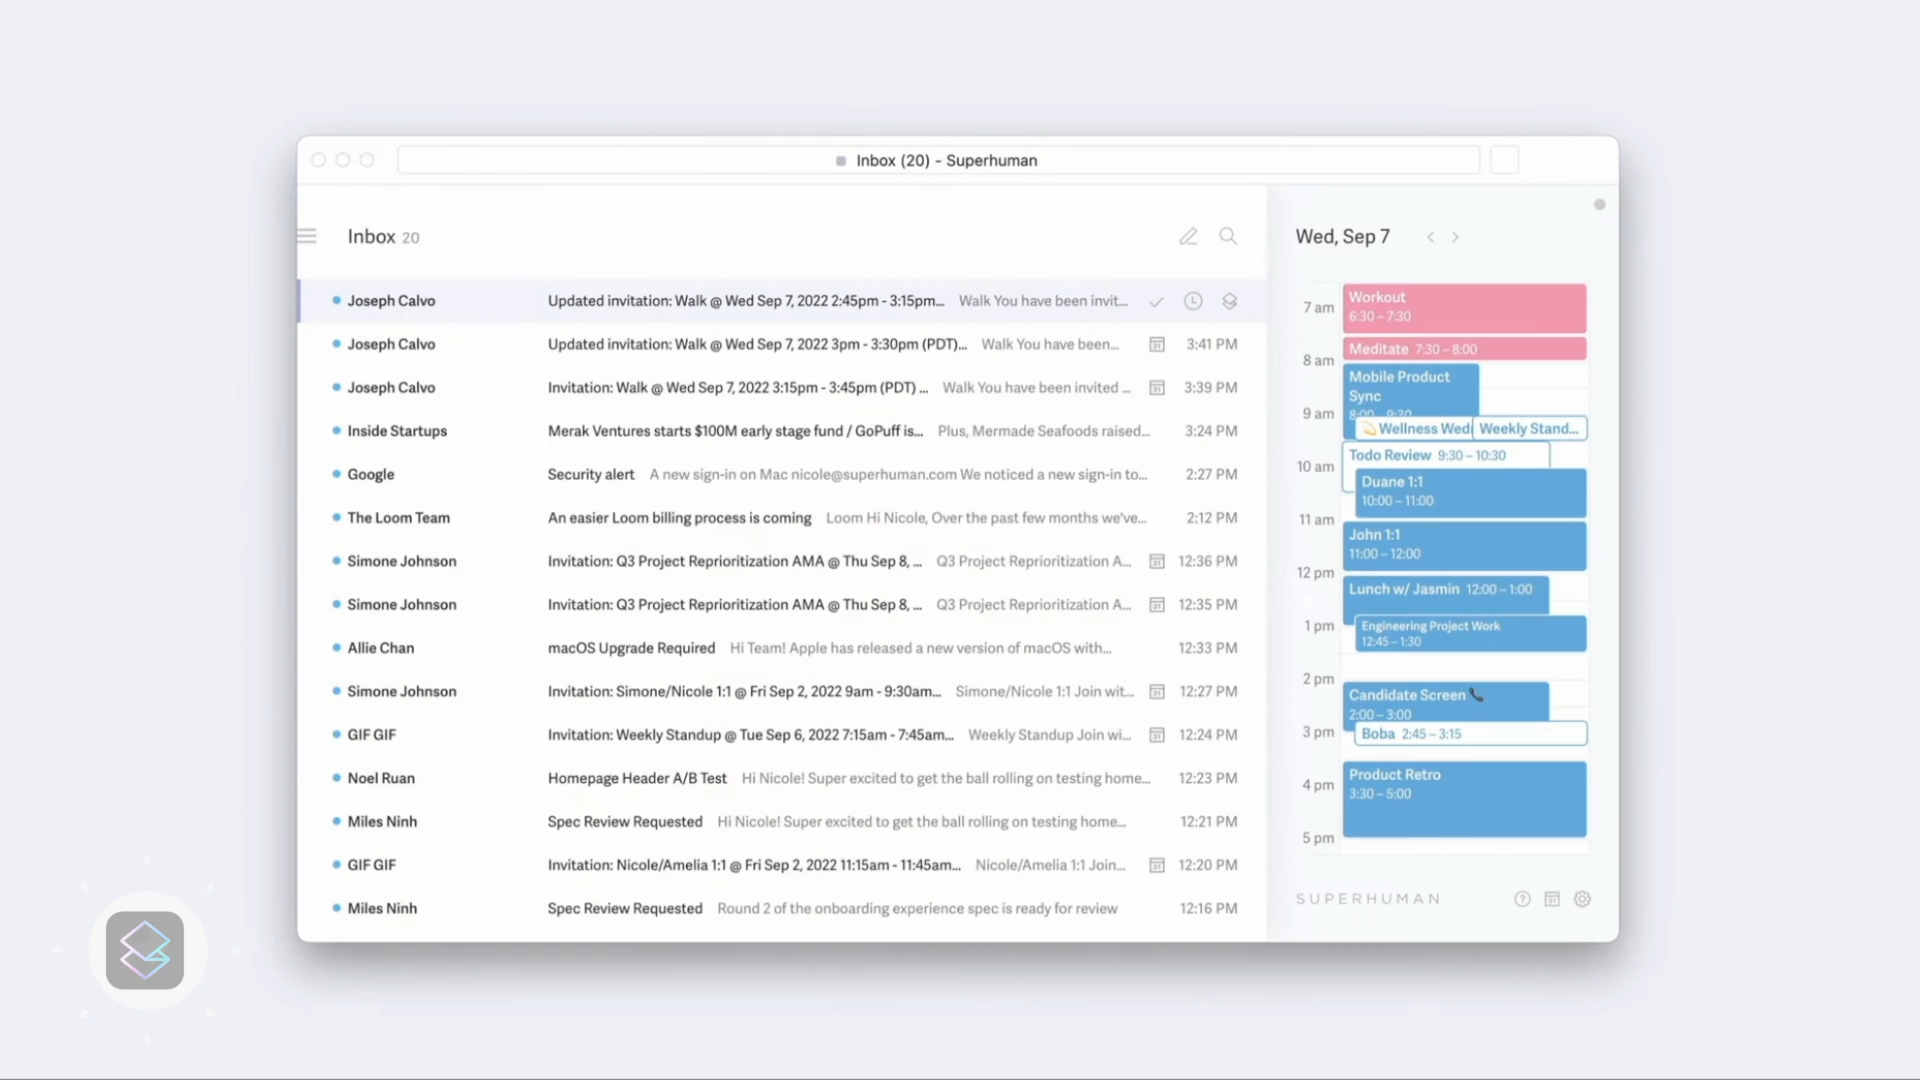 Inbox (20) - Superhuman
Inbox 20
Joseph Calvo Updated invitation: Walk @ Wed Sep 7, 2022 2:45pm - 3:15pm... Walk You have been invit...
Joseph Calvo Updated invitation: Walk @ Wed Sep 7, 2022 3pm - 3:30pm (PDT)... Walk You have been... 3:41 PM
Joseph Calvo Invitation: Walk @ Wed Sep 7, 2022 3:15pm - 3:45pm (PDT) ... Walk You have been invited ... 3:39 PM
Inside Startups Merak Ventures starts $100M early stage fund / GoPuff is... Plus, Mermade Seafoods raised... 3:24 PM
Google Security alert A new sign-in on Mac nicole@superhuman.com We noticed a new sign-in to... 2:27 PM
The Loom Team An easier Loom billing process is coming Loom Hi Nicole, Over the past few months we've... 2:12 PM
Simone Johnson Invitation: Q3 Project Reprioritization AMA @ Thu Sep 8, ... Q3 Project Reprioritization A... 12:36 PM
Simone Johnson Invitation: Q3 Project Reprioritization AMA @ Thu Sep 8, ... Q3 Project Reprioritization A... 12:35 PM
Allie Chan macOS Upgrade Required Hi Team! Apple has released a new version of macOS with... 12:33 PM
Simone Johnson Invitation: Simone/Nicole 1:1 @ Fri Sep 2, 2022 9am - 9:30am... Simone/Nicole 1:1 Join wit... 12:27 PM
GIF GIF Invitation: Weekly Standup @ Tue Sep 6, 2022 7:15am - 7:45am... Weekly Standup Join wi... 12:24 PM
Noel Ruan Homepage Header A/B Test Hi Nicole! Super excited to get the ball rolling on testing home... 12:23 PM
Miles Ninh Spec Review Requested Hi Nicole! Super excited to get the ball rolling on testing home... 12:21 PM
GIF GIF Invitation: Nicole/Amelia 1:1 @ Fri Sep 2, 2022 11:15am - 11:45am... Nicole/Amelia 1:1 Join... 12:20 PM
Miles Ninh Spec Review Requested Round 2 of the onboarding experience spec is ready for review 12:16 PM
Wed, Sep 7
Workout
7 am
6:30 – 7:30
Meditate 7:30 – 8:00
8 am
Mobile Product
Sync
9 am
8:00 – 9:30
Wellness Wed Weekly Stand...
Todo Review 9:30 – 10:30
10 am
Duane 1:1
10:00 – 11:00
11 am
John 1:1
11:00 – 12:00
12 pm
Lunch w/ Jasmin 12:00 – 1:00
1 pm
Engineering Project Work
12:45 – 1:30
2 pm
Candidate Screen
2:00 – 3:00
3 pm
Boba 2:45 – 3:15
Product Retro
4 pm
3:30 – 5:00
5 pm
SUPERHUMAN